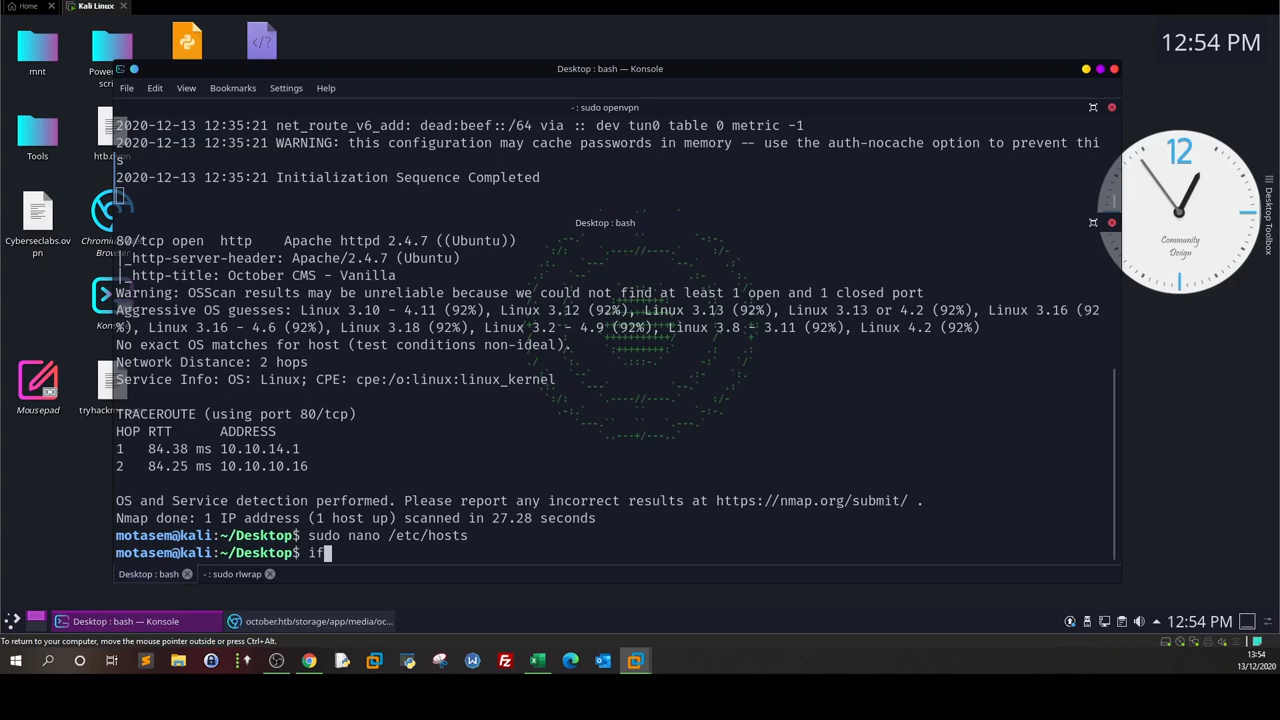 Home
Kali Linux
12:54 PM
mnt
Power
scri
Desktop : bash — Konsole
File Edit View Bookmarks Settings Help
- : sudo openvpn
2020-12-13 12:35:21 net_route_v6_add: dead:beef::/64 via :: dev tun0 table 0 metric -1
2020-12-13 12:35:21 WARNING: this configuration may cache passwords in memory -- use the auth-nocache option to prevent thi
s
2020-12-13 12:35:21 Initialization Sequence Completed
Tools
Cyberseclabs.ov
pn
Chromium
Browser
Mousepad
12
Community
Design
Desktop Toolbox
Desktop : bash
80/tcp open  http    Apache httpd 2.4.7 ((Ubuntu))
|_http-server-header: Apache/2.4.7 (Ubuntu)
|_http-title: October CMS - Vanilla
Warning: OSScan results may be unreliable because we could not find at least 1 open and 1 closed port
Aggressive OS guesses: Linux 3.10 - 4.11 (92%), Linux 3.12 (92%), Linux 3.13 (92%), Linux 3.13 or 4.2 (92%), Linux 3.16 (92
%), Linux 3.16 - 4.6 (92%), Linux 3.18 (92%), Linux 3.2 - 4.9 (92%), Linux 3.8 - 3.11 (92%), Linux 4.2 (92%)
No exact OS matches for host (test conditions non-ideal).
Network Distance: 2 hops
Service Info: OS: Linux; CPE: cpe:/o:linux:linux_kernel
TRACEROUTE (using port 80/tcp)
HOP RTT      ADDRESS
1   84.38 ms 10.10.14.1
2   84.25 ms 10.10.10.16
OS and Service detection performed. Please report any incorrect results at https://nmap.org/submit/ .
Nmap done: 1 IP address (1 host up) scanned in 27.28 seconds
motasem@kali:~/Desktop$ sudo nano /etc/hosts
motasem@kali:~/Desktop$ if
Desktop : bash
- : sudo rlwrap
Desktop : bash — Konsole
october.htb/storage/app/media/oc...
12:54 PM
To return to your computer, move the mouse pointer outside or press Ctrl+Alt.
13:54
13/12/2020